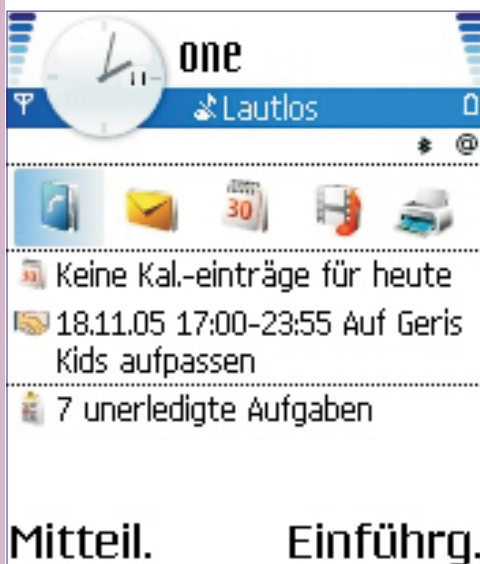 one
Lautlos
@
30
Keine Kal.-einträge für heute
18.11.05 17:00-23:55 Auf Geris
Kids aufpassen
7 unerledigte Aufgaben
Mitteil. Einführg.